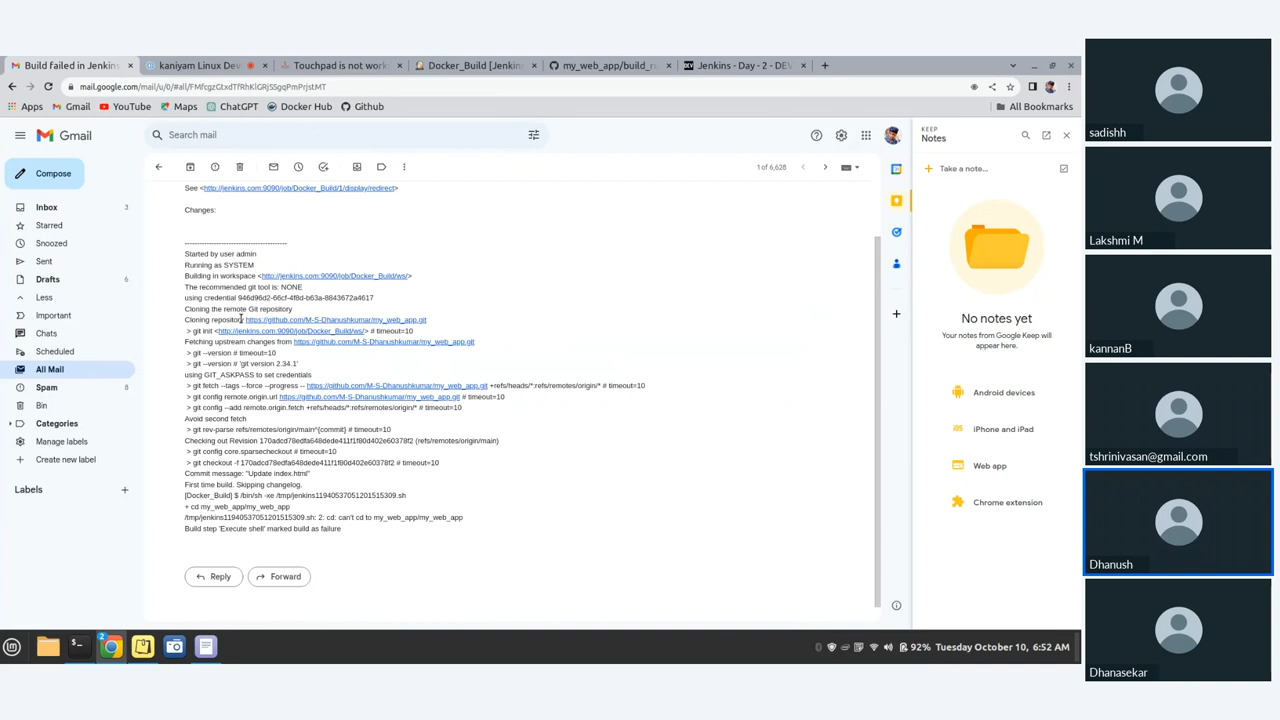 Build failed in Jenkins
kaniyam Linux Dev
Touchpad is not work
Docker_Build [Jenkins
my_web_app/build_ru
Jenkins - Day - 2 - DEV
mail.google.com/mail/u/0/#all/FMfcgzGtxdTfRhKlGRjSSgqPmPrjstMT
Apps
Gmail
YouTube
Maps
ChatGPT
Docker Hub
Github
All Bookmarks
Gmail
Search mail
KEEP
Notes
1 of 6,628
Compose
Take a note...
Inbox 3
Starred
Snoozed
Sent
Drafts 6
Less
Important
Chats
Scheduled
All Mail
Spam 8
Bin
Categories
Manage labels
Create new label
Labels
See <http://jenkins.com:9090/job/Docker_Build/1/display/redirect>
Changes:
------------------------------------------
Started by user admin
Running as SYSTEM
Building in workspace <http://jenkins.com:9090/job/Docker_Build/ws/>
The recommended git tool is: NONE
using credential 946d96d2-66cf-4f8d-b63a-8843672a4617
Cloning the remote Git repository
Cloning repository https://github.com/M-S-Dhanushkumar/my_web_app.git
> git init <http://jenkins.com:9090/job/Docker_Build/ws/> # timeout=10
Fetching upstream changes from https://github.com/M-S-Dhanushkumar/my_web_app.git
> git --version # timeout=10
> git --version # 'git version 2.34.1'
using GIT_ASKPASS to set credentials
> git fetch --tags --force --progress -- https://github.com/M-S-Dhanushkumar/my_web_app.git +refs/heads/*:refs/remotes/origin/* # timeout=10
> git config remote.origin.url https://github.com/M-S-Dhanushkumar/my_web_app.git # timeout=10
> git config --add remote.origin.fetch +refs/heads/*:refs/remotes/origin/* # timeout=10
Avoid second fetch
> git rev-parse refs/remotes/origin/main^{commit} # timeout=10
Checking out Revision 170adcd78edfa648dede411f1f80d402e60378f2 (refs/remotes/origin/main)
> git config core.sparsecheckout # timeout=10
> git checkout -f 170adcd78edfa648dede411f1f80d402e60378f2 # timeout=10
Commit message: "Update index.html"
First time build. Skipping changelog.
[Docker_Build] $ /bin/sh -xe /tmp/jenkins11940537051201515309.sh
+ cd my_web_app/my_web_app
/tmp/jenkins11940537051201515309.sh: 2: cd: can't cd to my_web_app/my_web_app
Build step 'Execute shell' marked build as failure
Reply
Forward
No notes yet
Your notes from Google Keep will
appear here.
Android devices
iPhone and iPad
Web app
Chrome extension
2
92% Tuesday October 10, 6:52 AM
sadishh
Lakshmi M
kannanB
tshrinivasan@gmail.com
Dhanush
Dhanasekar